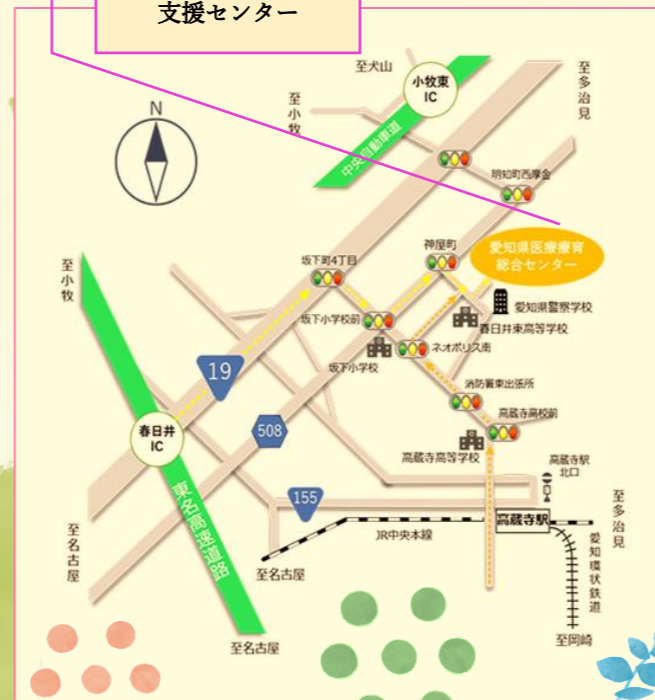 支援センター
至犬山
小牧東
IC
至多治見
至小牧
N
中央自動車道
明知町西厚金
神屋町
愛知県医療療育
総合センター
坂下町4丁目
至小牧
愛知県警察学校
坂下小学校前
春日井東高等学校
ネオポリス南
坂下小学校
19
消防署東出張所
高蔵寺高校前
508
春日井
IC
高蔵寺高等学校
高蔵寺駅
北口
155
東名高速道路
至多治見
高蔵寺駅
JR中央本線
至名古屋
愛知環状鉄道
至名古屋
至岡崎
至名古屋